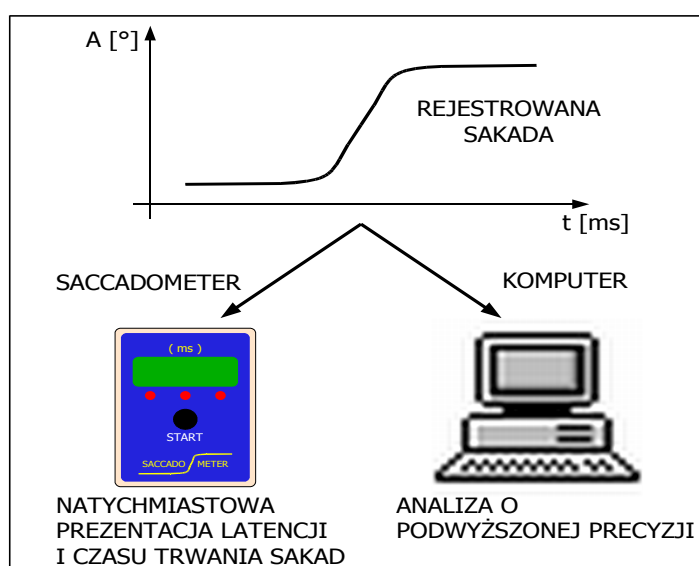 A [°]
REJESTROWANA
SAKADA
t [ms]
SACCADOMETER
KOMPUTER
( ms )
START
SACCADO METER
NATYCHMIASTOWA
PREZENTACJA LATENCJI
I CZASU TRWANIA SAKAD
ANALIZA O
PODWYŻSZONEJ PRECYZJI